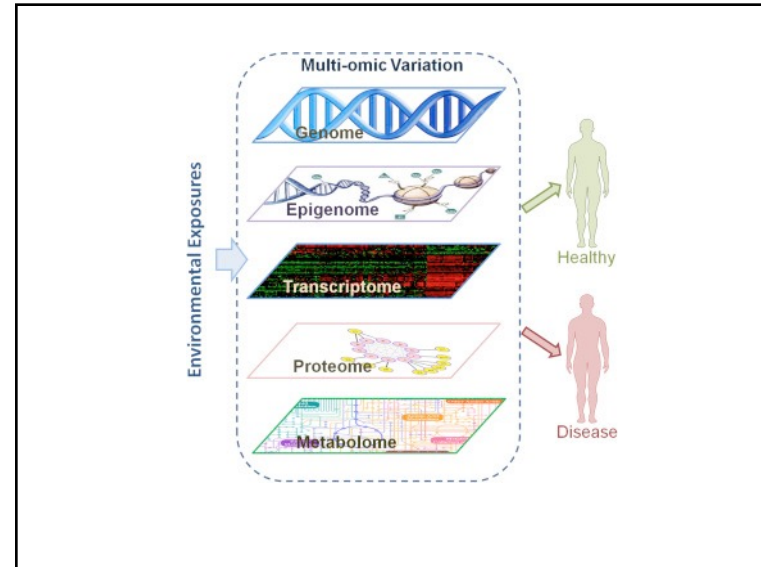 Multi-omic Variation
Genome
Epigenome
Transcriptome
Proteome
Metabolome
Environmental Exposures
Healthy
Disease